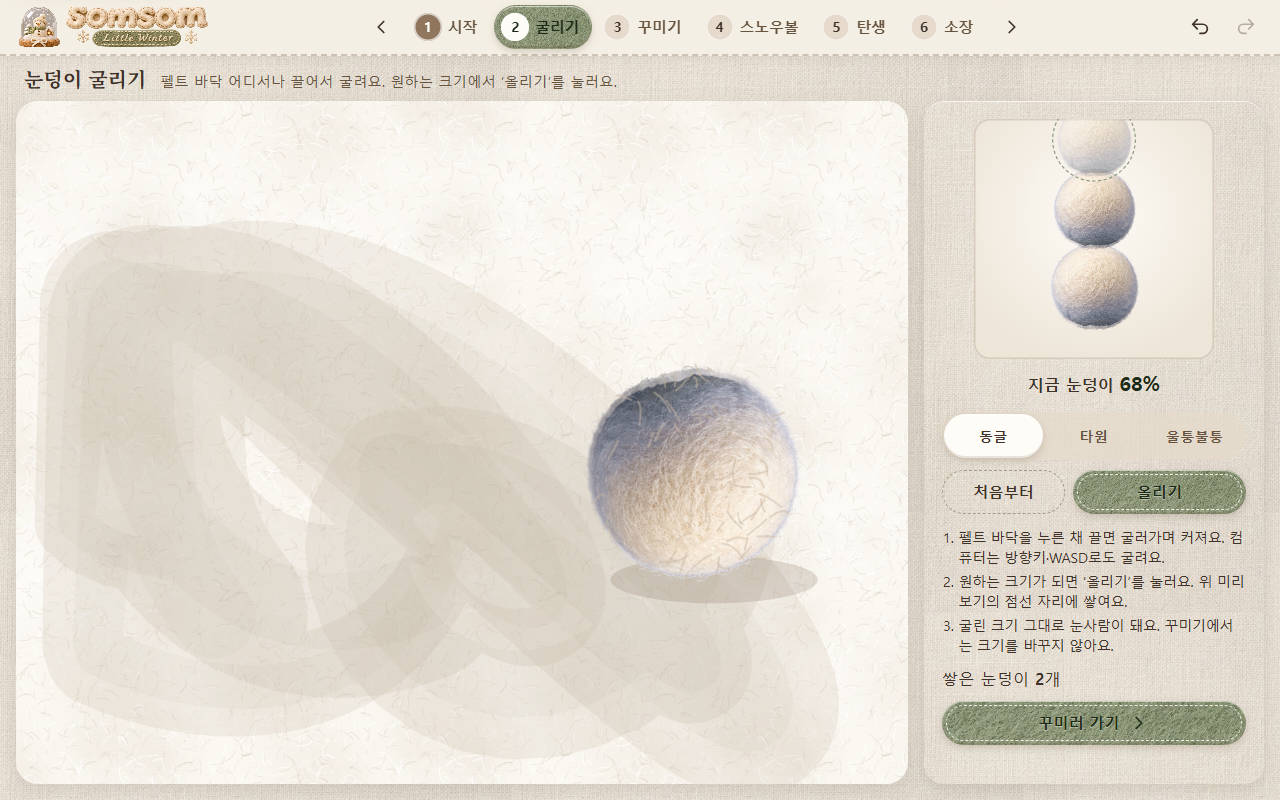 SOMSOM
Little Winter
1 시작
2 굴리기
3 꾸미기
4 스노우볼
5 탄생
6 소장
눈덩이 굴리기
펠트 바닥 어디서나 끌어서 굴려요. 원하는 크기에서 ‘올리기’를 눌러요.
지금 눈덩이 68%
동글
타원
울퉁불퉁
처음부터
올리기
1. 펠트 바닥을 누른 채 끌면 굴러가며 커져요. 컴
퓨터는 방향키·WASD로도 굴려요.
2. 원하는 크기가 되면 ‘올리기’를 눌러요. 위 미리
보기의 점선 자리에 쌓여요.
3. 굴린 크기 그대로 눈사람이 돼요. 꾸미기에서
는 크기를 바꾸지 않아요.
쌓은 눈덩이 2개
꾸미러 가기